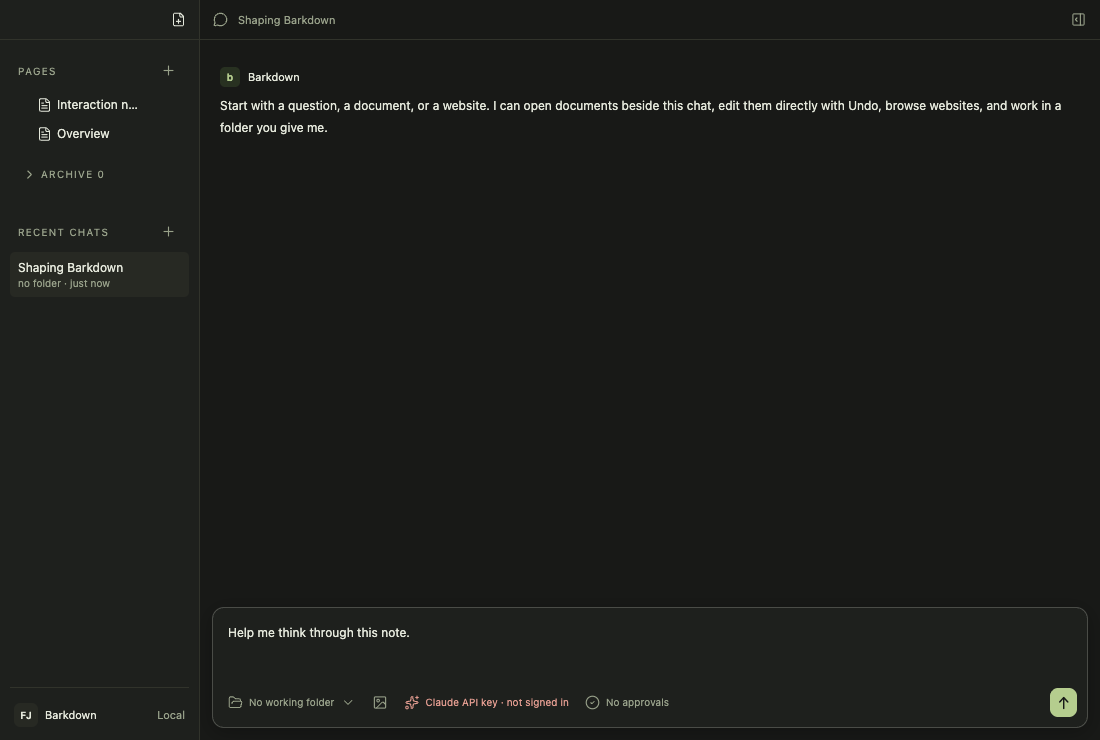 Shaping Barkdown
PAGES
Interaction n...
Overview
ARCHIVE 0
RECENT CHATS
Shaping Barkdown
no folder · just now
FJ Barkdown Local
b Barkdown
Start with a question, a document, or a website. I can open documents beside this chat, edit them directly with Undo, browse websites, and work in a
folder you give me.
Help me think through this note.
No working folder Claude API key · not signed in No approvals